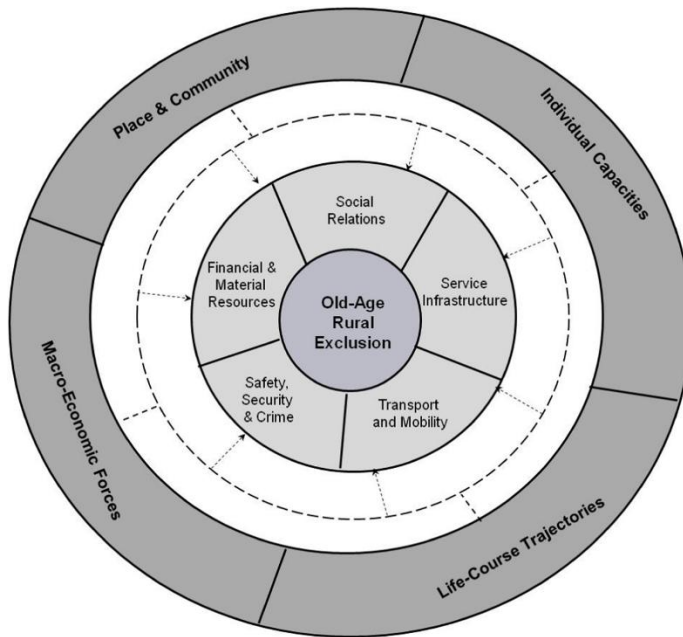 Place & Community
Individual Capacities
Social
Relations
Financial &
Material
Resources
Service
Infrastructure
Old-Age
Rural
Exclusion
Safety,
Security
& Crime
Transport
and Mobility
Macro-Economic Forces
Life-Course Trajectories